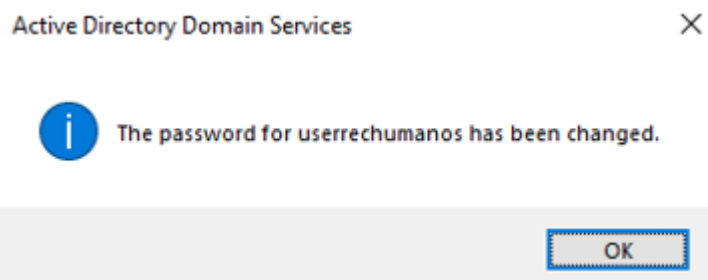 Active Directory Domain Services
The password for userrechumanos has been changed.
OK